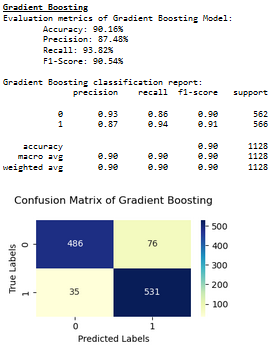 Gradient Boosting
Evaluation metrics of Gradient Boosting Model:
Accuracy: 90.16%
Precision: 87.48%
Recall: 93.82%
F1-Score: 90.54%
Gradient Boosting classification report:
precision recall f1-score support
0 0.93 0.86 0.90 562
1 0.87 0.94 0.91 566
accuracy 0.90 1128
macro avg 0.90 0.90 0.90 1128
weighted avg 0.90 0.90 0.90 1128
Confusion Matrix of Gradient Boosting
True Labels
0
486 76
1
35 531
0 1
Predicted Labels
500
400
300
200
100